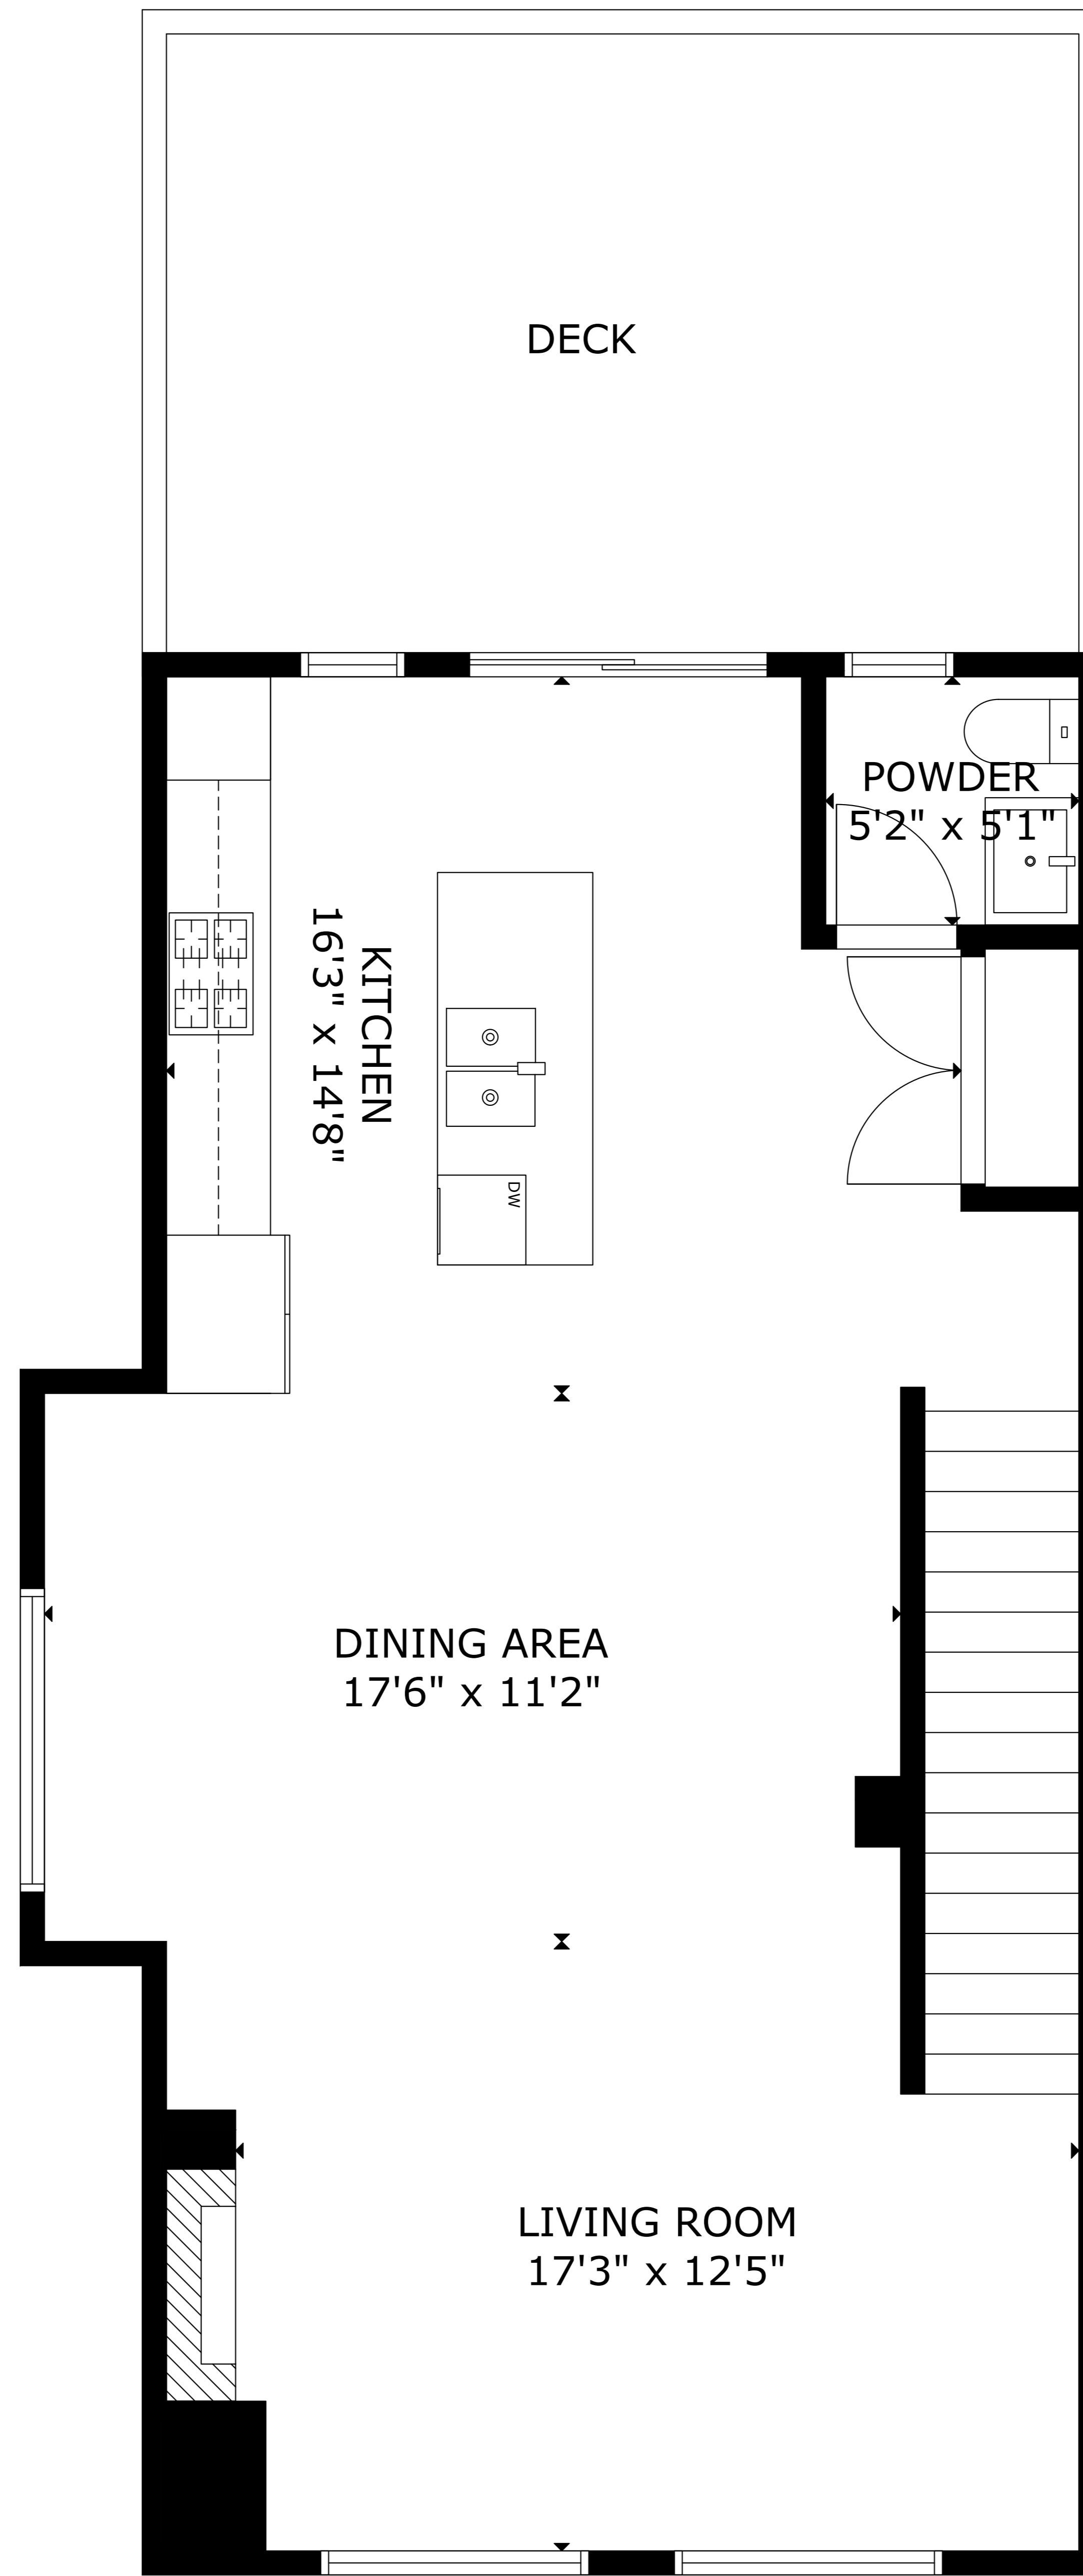 DECK
POWDER
5'2" x 5'1"
KITCHEN
16'3" x 14'8"
DW
DINING AREA
17'6" x 11'2"
LIVING ROOM
17'3" x 12'5"